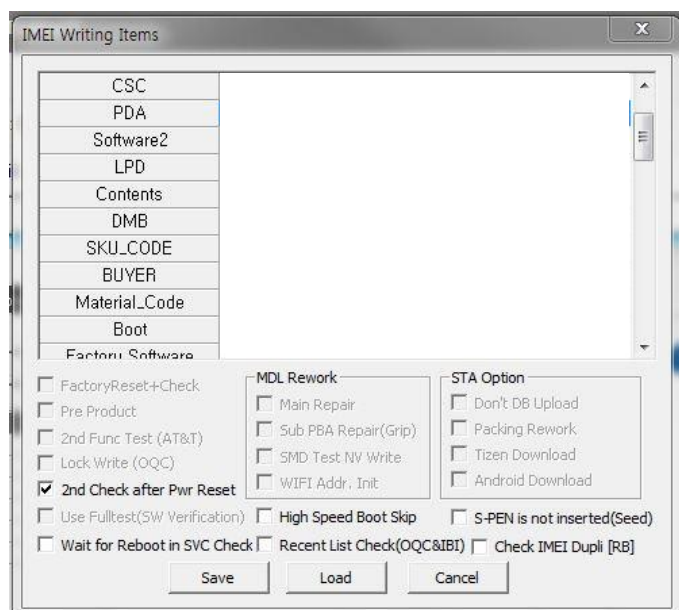 IMEI Writing Items
X
CSC
PDA
Software2
LPD
Contents
DMB
SKU_CODE
BUYER
Material_Code
Boot
Factory Software
FactoryReset+Check
Pre Product
2nd Func Test (AT&T)
Lock Write (OQC)
2nd Check after Pwr Reset
Use Fulltest(SW Verification)
Wait for Reboot in SVC Check
MDL Rework
Main Repair
Sub PBA Repair(Grip)
SMD Test NV Write
WIFI Addr. Init
High Speed Boot Skip
Recent List Check(OQC&IBI)
STA Option
Don't DB Upload
Packing Rework
Tizen Download
Android Download
S-PEN is not inserted(Seed)
Check IMEI Dupli [RB]
Save
Load
Cancel